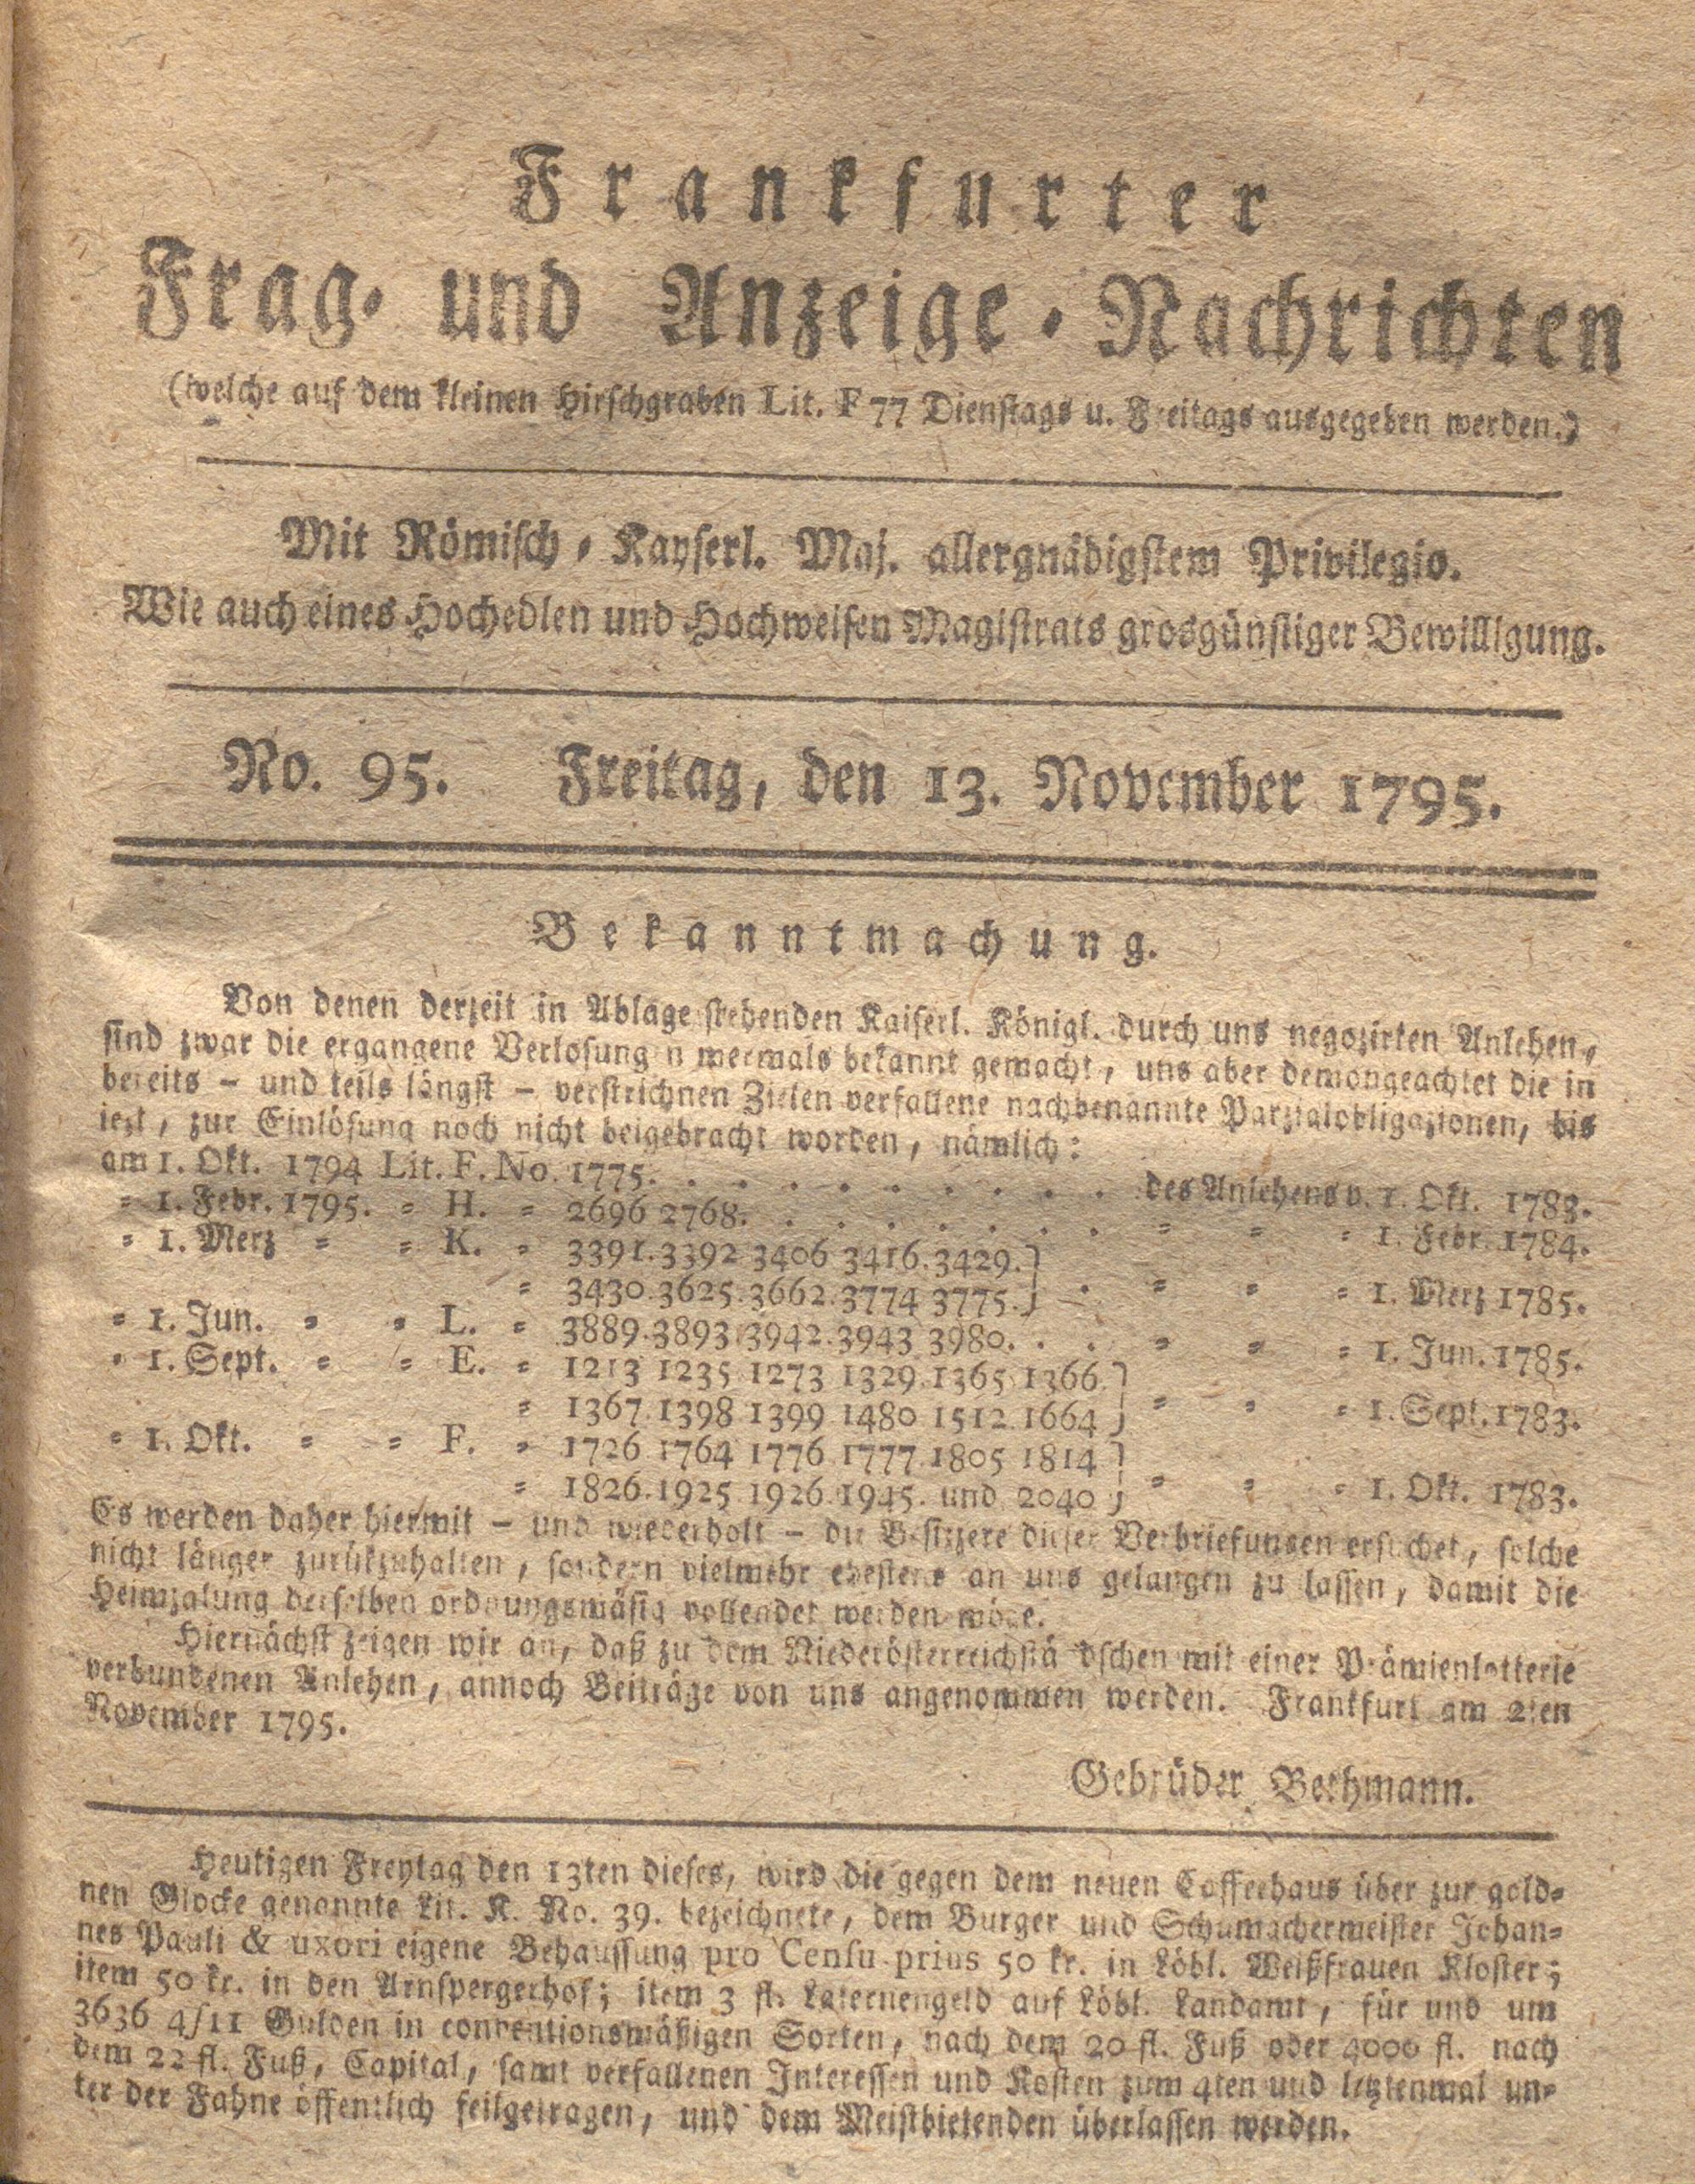 Frankfurter
Frag- und Anzeige-Nachrichten
(welche auf dem kleinen Hirschgraben Lit. F 77 Dienstags u. Freitags ausgegeben werden.)
Mit Römisch-Kayserl. Maj. allergnädigstem Privilegio.
Wie auch eines Hochedlen und Hochweisen Magistrats grosgünstiger Bewilligung.
No. 95. Freitag, den 13. November 1795.
Bekanntmachung.
Von denen derzeit in Ablage stehenden Kaiserl. Königl. durch uns negozirten Anlehen,
sind zwar die ergangene Verlosungen mermals bekannt gemacht, uns aber demongeachtet die in
bereits - und teils längst - verstrichnen Zielen verfallene nachbenannte Parzialobligazionen, bis
iezt, zur Einlösung noch nicht beigebracht worden, nämlich:
am 1. Okt. 1794 Lit. F. No. 1775. . . . . . . . . . des Anlehens v. 1. Okt. 1783.
= 1. Febr. 1795. = H. = 2696 2768. . . . . . . . = = = 1. Febr. 1784.
= 1. Merz = = K. = 3391. 3392 3406 3416. 3429. }
= 3430. 3625. 3662. 3774 3775. } . = = = 1. Merz 1785.
= 1. Jun. = = L. = 3889. 3893 3942. 3943 3980. . . = = = 1. Jun. 1785.
= 1. Sept. = = E. = 1213 1235 1273 1329. 1365 1366. }
= 1367. 1398 1399 1480 1512 1664 } = = = 1. Sept. 1783.
= 1. Okt. = = F. = 1726 1764 1776 1777. 1805 1814 }
= 1826. 1925 1926. 1945. und 2040 } = = = 1. Okt. 1783.
Es werden daher hiermit - und wiederholt - die Besizzere dieser Verbriefungen ersuchet, solche
nicht länger zurükzuhalten, sondern vielmehr ehestens an uns gelangen zu lassen, damit die
Heimzalung derselben ordnungsmäsig vollendet werden möge.
Hiernächst zeigen wir an, daß zu dem Niederösterreichständschen mit einer Prämienlotterie
verbundenen Anlehen, annoch Beiträge von uns angenommen werden. Frankfurt am 2ten
November 1795.
Gebrüder Bethmann.
Heutigen Freytag den 13ten dieses, wird die gegen dem neuen Caffeehaus über zur gold=
nen Glocke genannte Lit. K. No. 39. bezeichnete, dem Burger und Schumachermeister Johan=
nes Pauli & uxori eigene Behaussung pro Censu prius 50 kr. in Löbl. Weißfrauen Kloster;
item 50 kr. in den Arnspergerhof; item 3 fl. Laternengeld auf Löbl. Landamt, für und um
3636 4/11 Gulden in conventionsmäßigen Sorten, nach dem 20 fl. Fuß oder 4000 fl. nach
dem 22 fl. Fuß, Capital, samt verfallenen Interessen und Kosten zum 4ten und letztenmal un=
ter der Fahne öffentlich feilgetragen, und dem Meistbietenden überlassen werden.